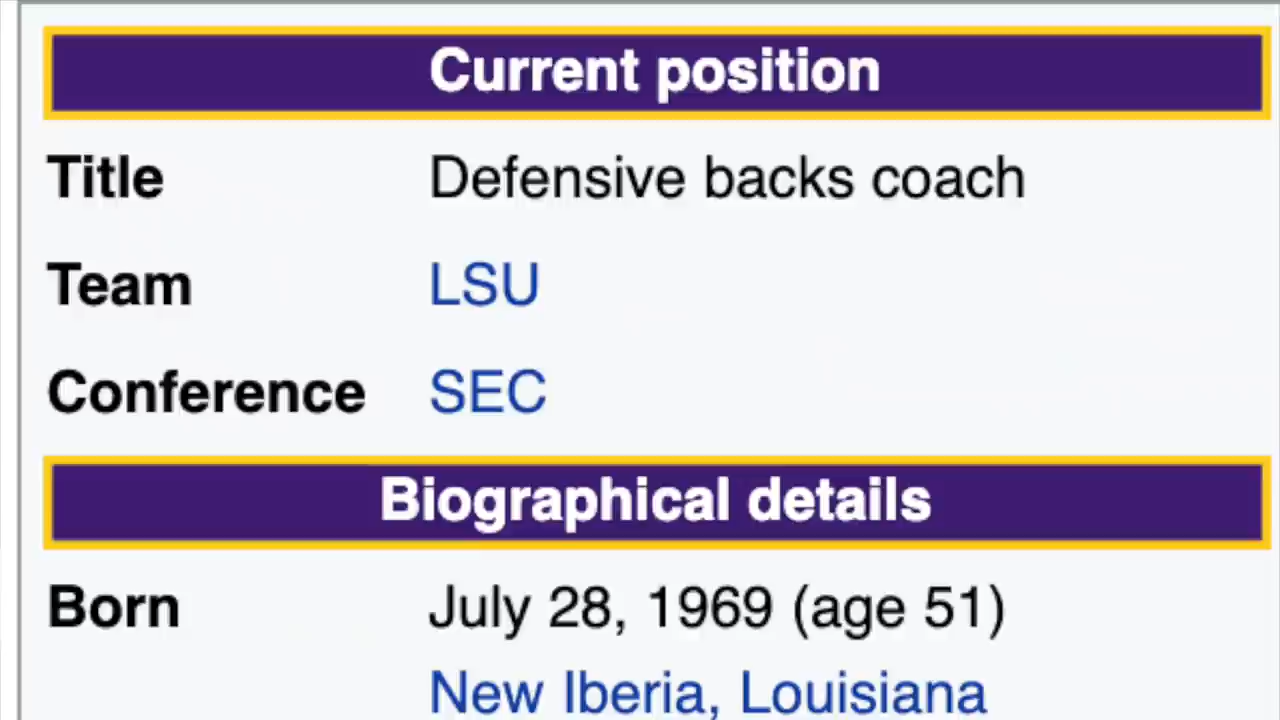 Current position
Title Defensive backs coach
Team LSU
Conference SEC
Biographical details
Born July 28, 1969 (age 51)
New Iberia, Louisiana